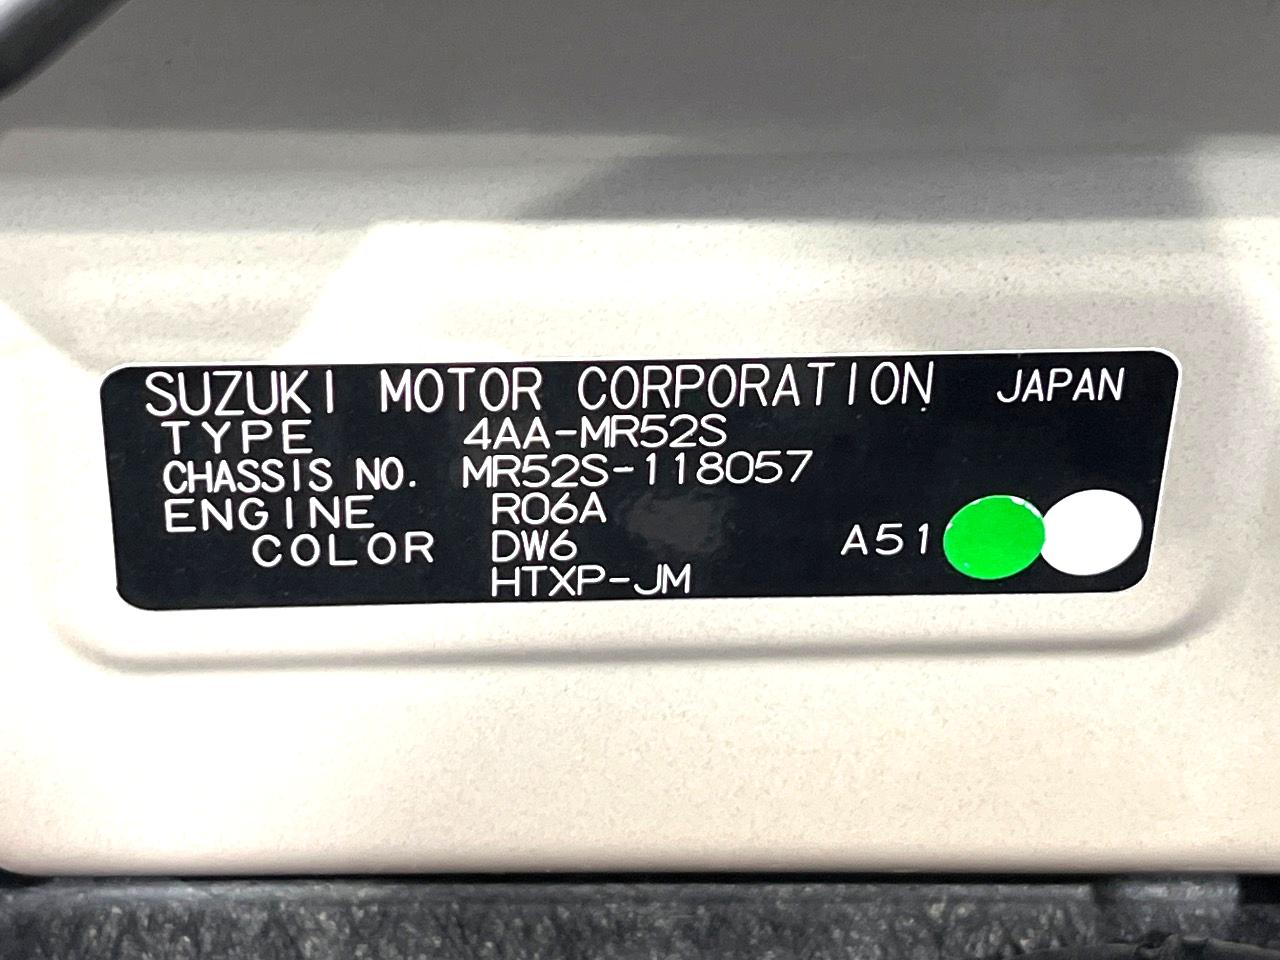 SUZUKI MOTOR CORPORATION JAPAN
TYPE 4AA-MR52S
CHASSIS NO. MR52S-118057
ENGINE R06A
COLOR DW6 A51
HTXP-JM